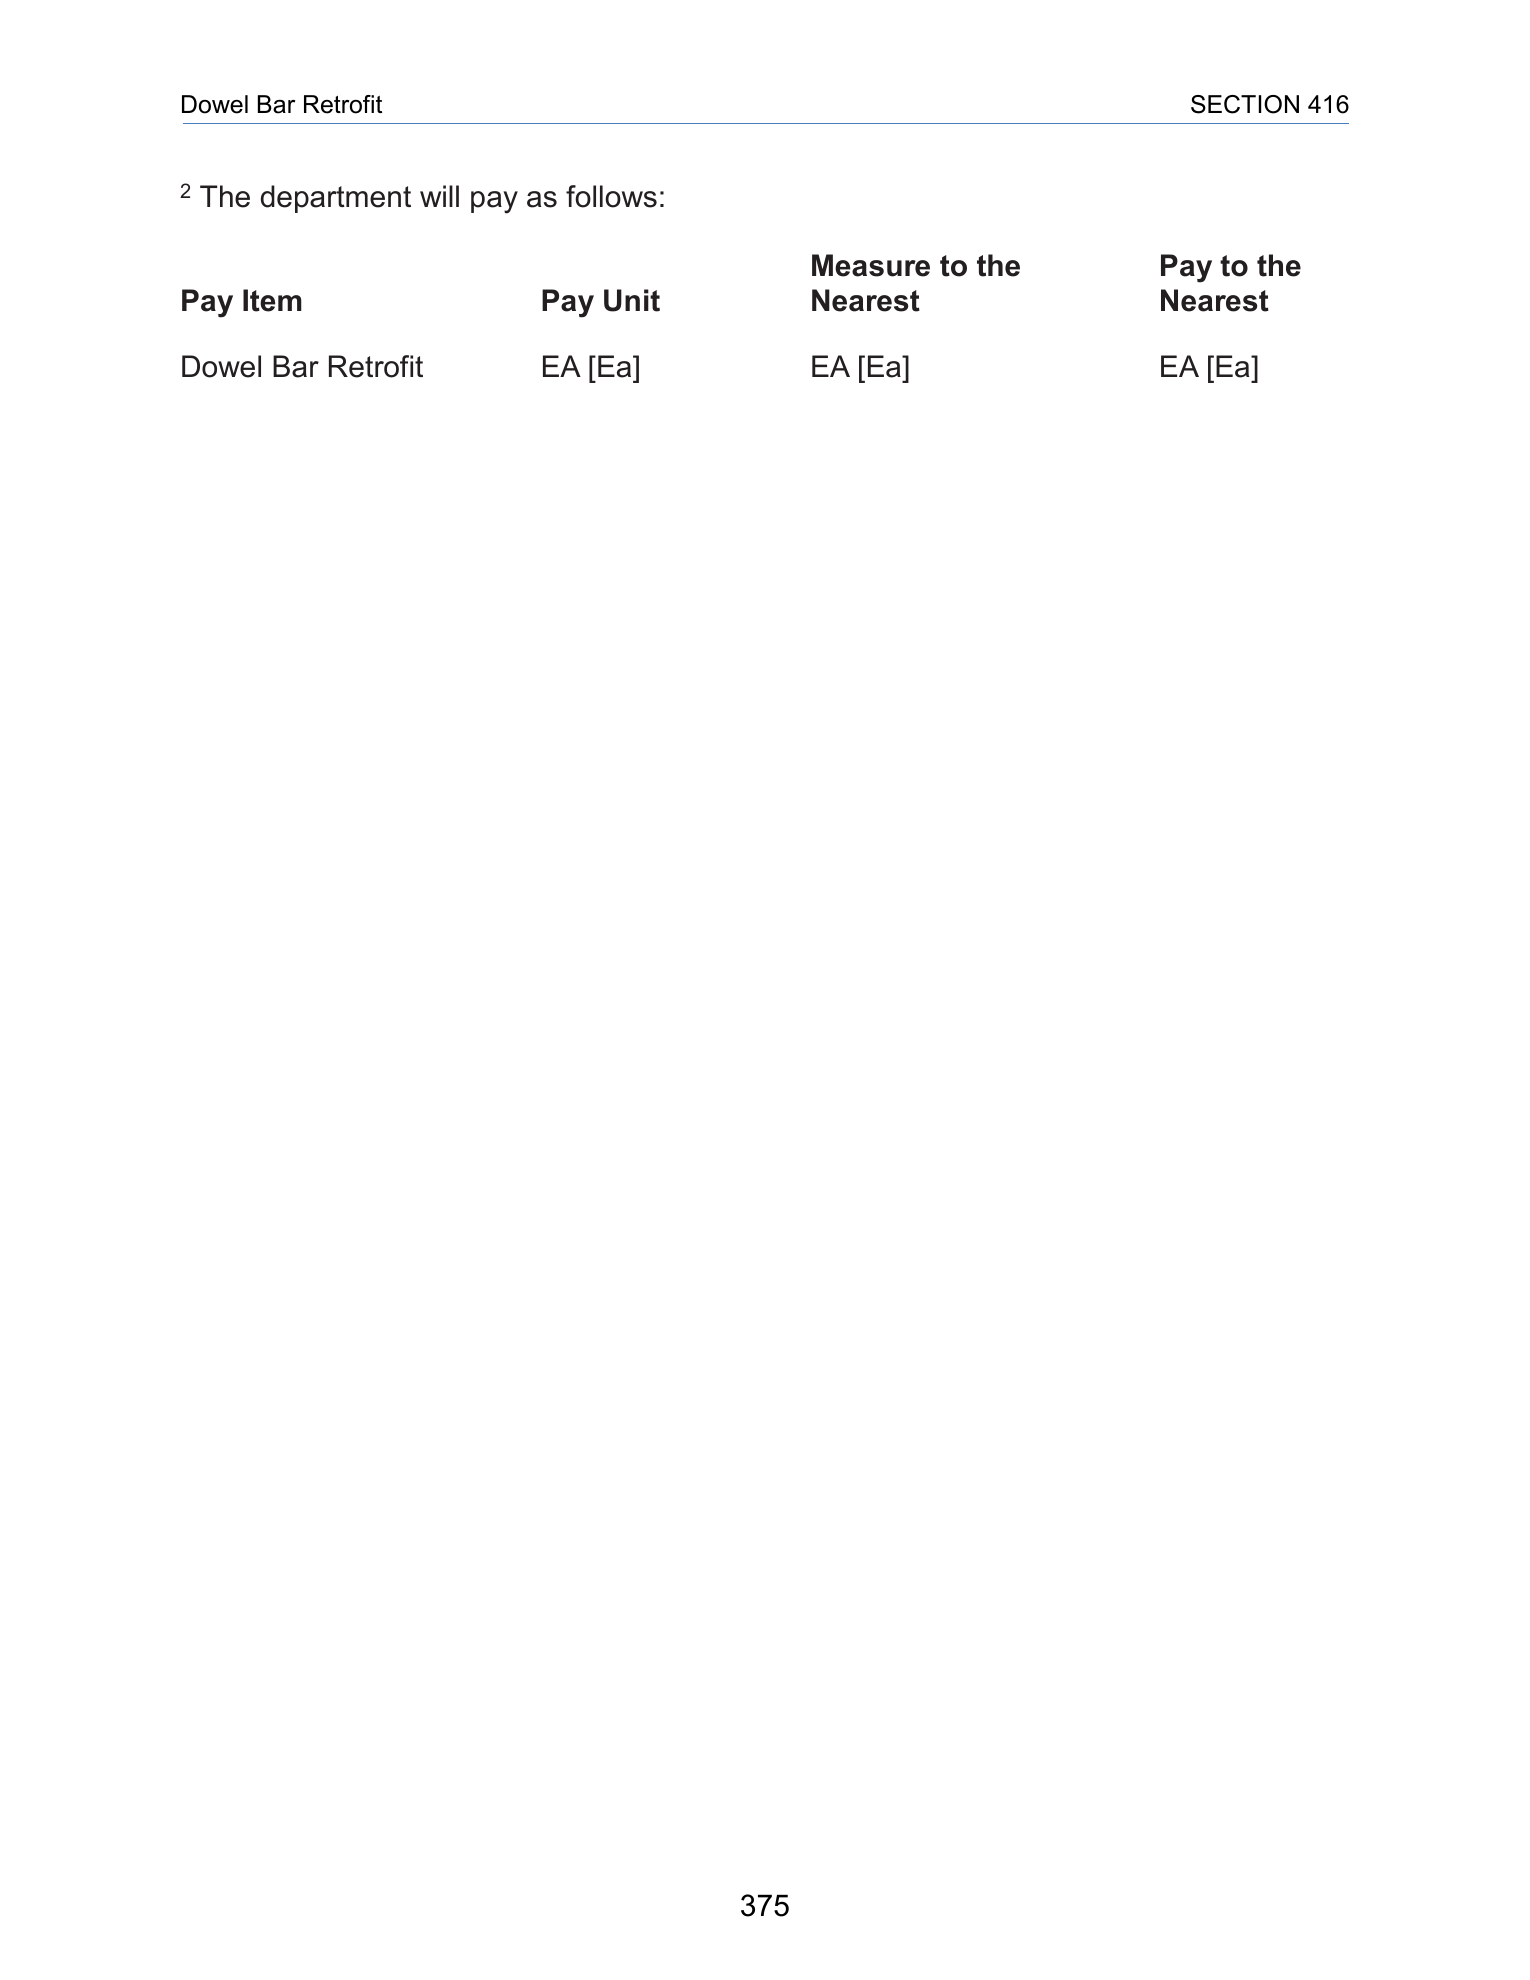 Dowel Bar Retrofit SECTION 416
2 The department will pay as follows:
Measure to the Pay to the
Pay Item Pay Unit Nearest Nearest
Dowel Bar Retrofit EA [Ea] EA [Ea] EA [Ea]
375